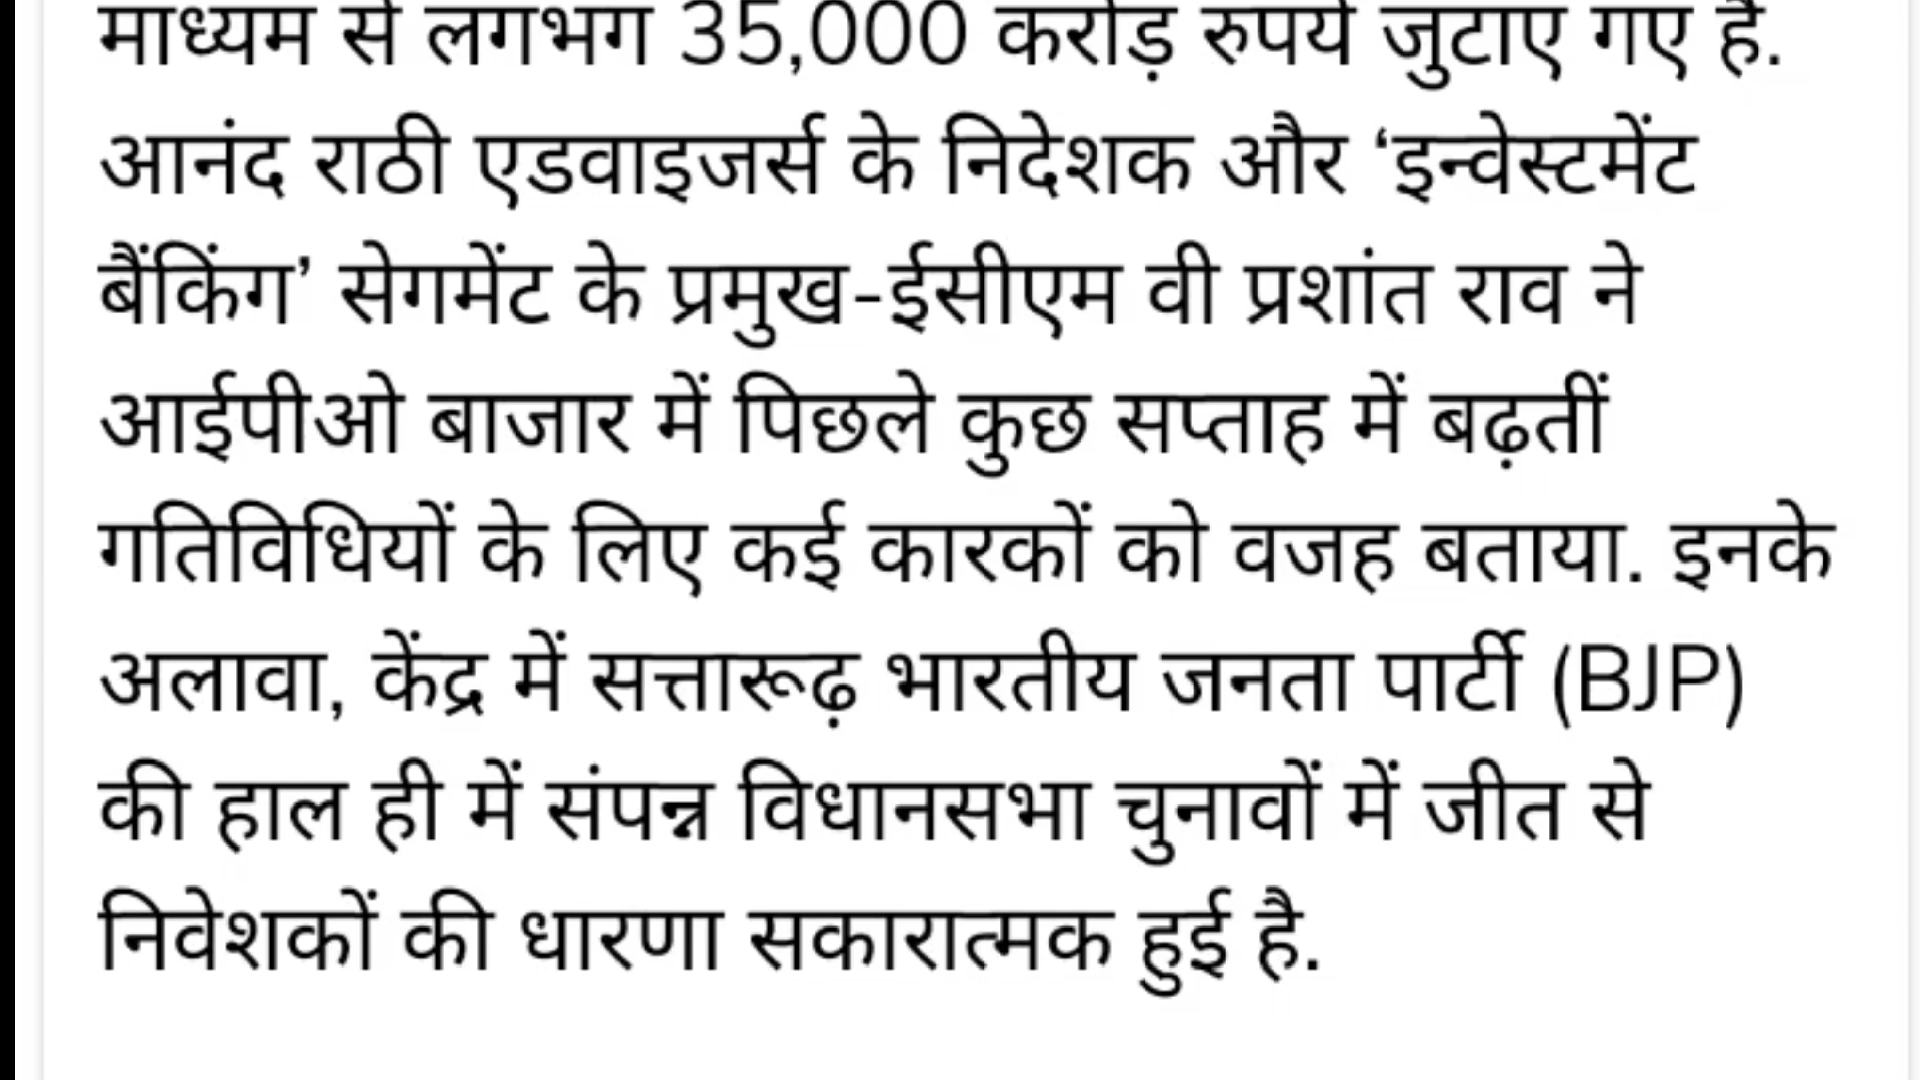 माध्यम से लगभग 35,000 करोड़ रुपये जुटाए गए हैं.
आनंद राठी एडवाइजर्स के निदेशक और ‘इन्वेस्टमेंट
बैंकिंग’ सेगमेंट के प्रमुख-ईसीएम वी प्रशांत राव ने
आईपीओ बाजार में पिछले कुछ सप्ताह में बढ़तीं
गतिविधियों के लिए कई कारकों को वजह बताया. इनके
अलावा, केंद्र में सत्तारूढ़ भारतीय जनता पार्टी (BJP)
की हाल ही में संपन्न विधानसभा चुनावों में जीत से
निवेशकों की धारणा सकारात्मक हुई है.